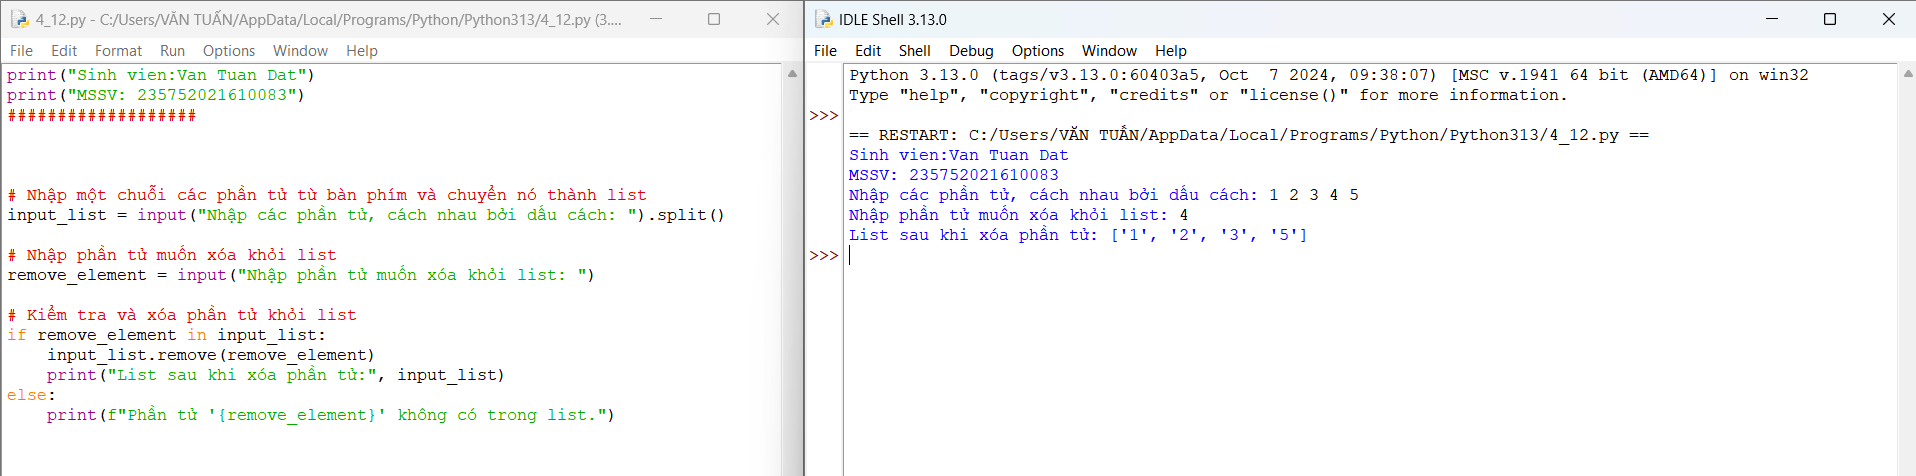 4_12.py - C:/Users/VĂN TUẤN/AppData/Local/Programs/Python/Python313/4_12.py (3....
File Edit Format Run Options Window Help
print("Sinh vien:Van Tuan Dat")
print("MSSV: 235752021610083")
###################
# Nhập một chuỗi các phần tử từ bàn phím và chuyển nó thành list
input_list = input("Nhập các phần tử, cách nhau bởi dấu cách: ").split()
# Nhập phần tử muốn xóa khỏi list
remove_element = input("Nhập phần tử muốn xóa khỏi list: ")
# Kiểm tra và xóa phần tử khỏi list
if remove_element in input_list:
    input_list.remove(remove_element)
    print("List sau khi xóa phần tử:", input_list)
else:
    print(f"Phần tử '{remove_element}' không có trong list.")
IDLE Shell 3.13.0
File Edit Shell Debug Options Window Help
Python 3.13.0 (tags/v3.13.0:60403a5, Oct  7 2024, 09:38:07) [MSC v.1941 64 bit (AMD64)] on win32
Type "help", "copyright", "credits" or "license()" for more information.
>>>
== RESTART: C:/Users/VĂN TUẤN/AppData/Local/Programs/Python/Python313/4_12.py ==
Sinh vien:Van Tuan Dat
MSSV: 235752021610083
Nhập các phần tử, cách nhau bởi dấu cách: 1 2 3 4 5
Nhập phần tử muốn xóa khỏi list: 4
List sau khi xóa phần tử: ['1', '2', '3', '5']
>>>